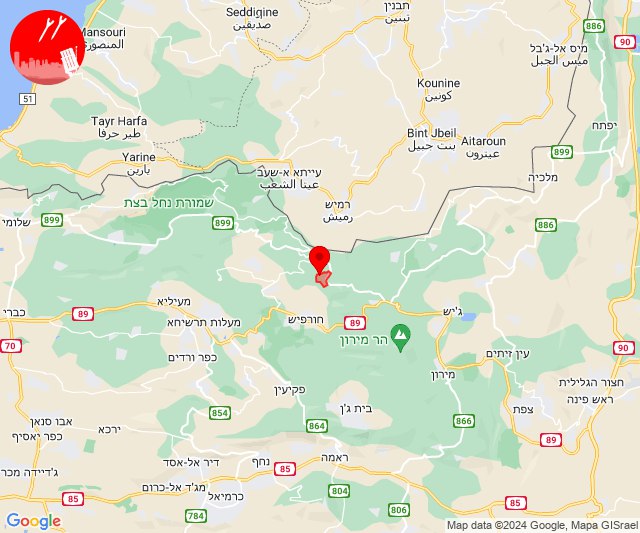 תבנין
تبنين
Seddiqine
صديقين
886
90
Mansouri
المنصوري
מיס אל-ג'בל
ميس الجبل
Kounine
كونين
51
Tayr Harfa
طير حرفا
Bint Jbeil
بنت جبيل
Aitaroun
عيترون
יפתח
899
Yarine
يارين
עייתא א-שעב
عيتا الشعب
מלכיה
רמיש
رميش
שמורת נחל בצת
899
899
שלומי
886
מעיליא
כברי
89
מעלות תרשיחא
חורפיש
89
ג'יש
70
הר מירון
כפר ורדים
עין זיתים
90
מירון
חצור הגלילית
ראש פינה
פקיעין
צפת
בית ג'ן
854
864
866
אבו סנאן
כפר יאסיף
ירכא
89
ג'דיידה מכר
דיר אל-אסד
נחף
ראמה
85
85
מג'ד אל-כרום
כרמיאל
804
85
784
806
Google
Map data ©2024 Google, Mapa GISrael